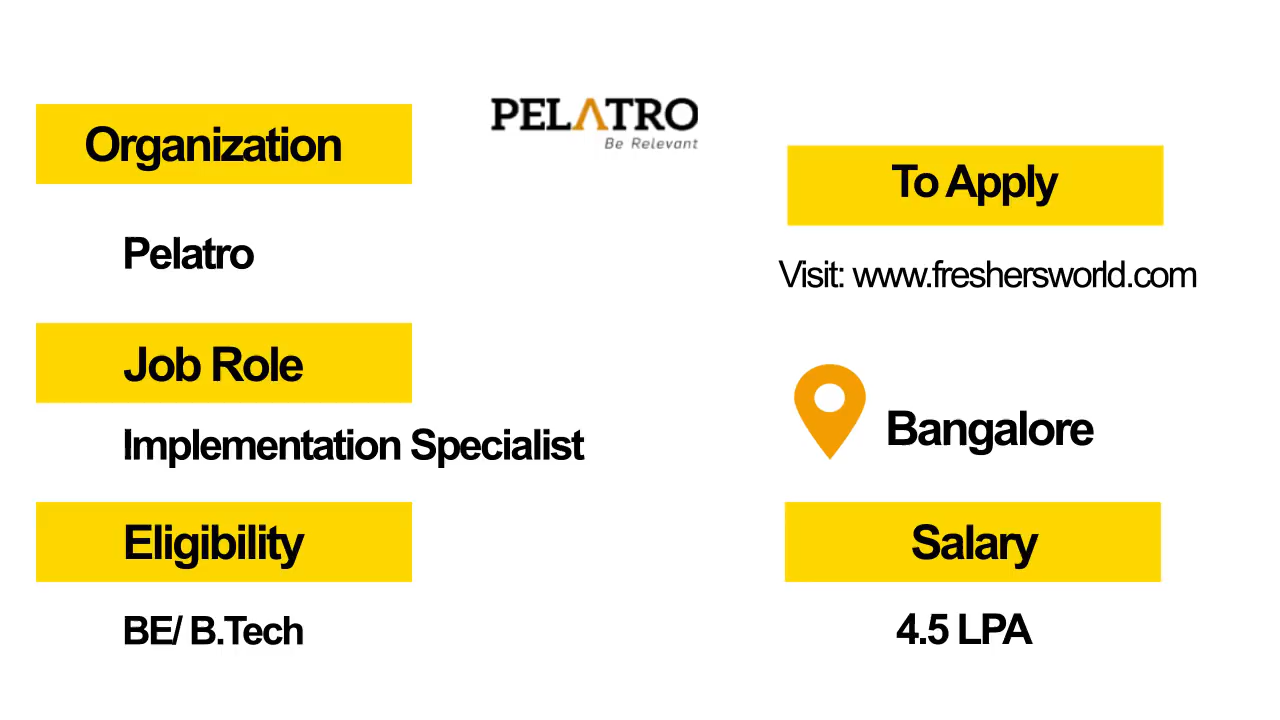 PELATRO
Be Relevant
Organization
Pelatro
Job Role
Implementation Specialist
Eligibility
BE/ B.Tech
To Apply
Visit: www.freshersworld.com
Bangalore
Salary
4.5 LPA